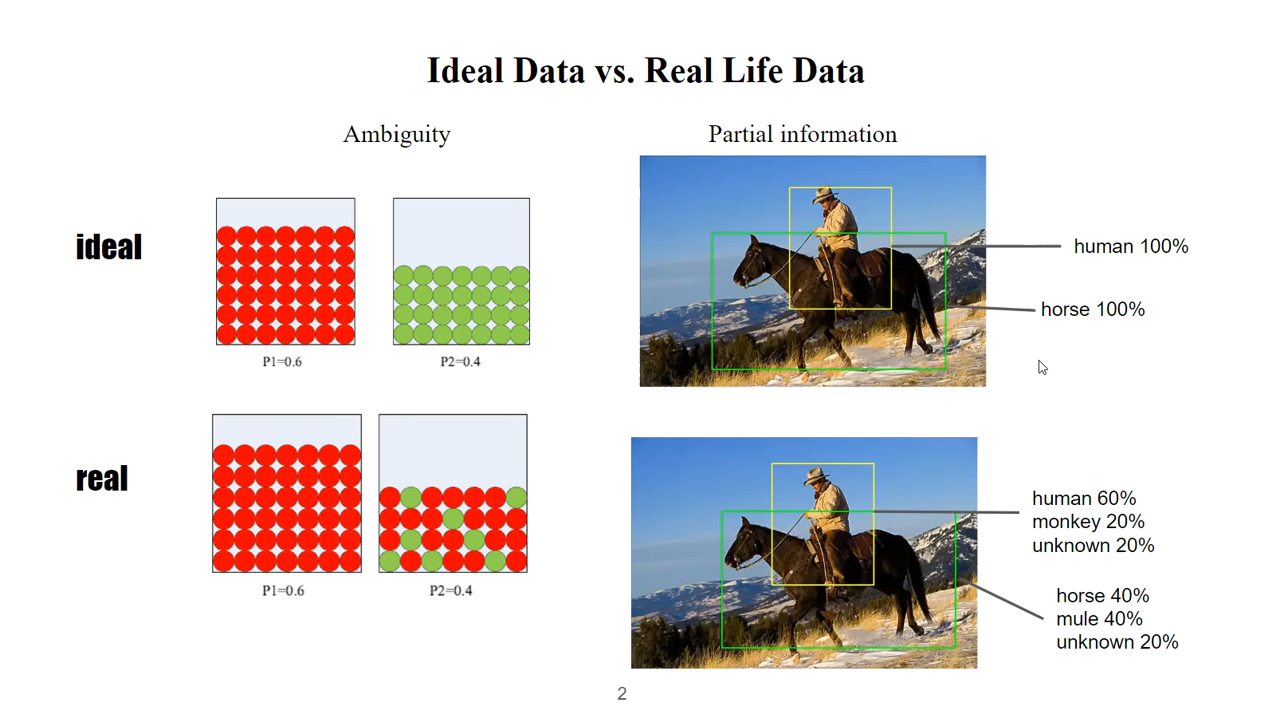 Ideal Data vs. Real Life Data
Ambiguity
Partial information
ideal
P1=0.6
P2=0.4
human 100%
horse 100%
real
P1=0.6
P2=0.4
human 60%
monkey 20%
unknown 20%
horse 40%
mule 40%
unknown 20%
2